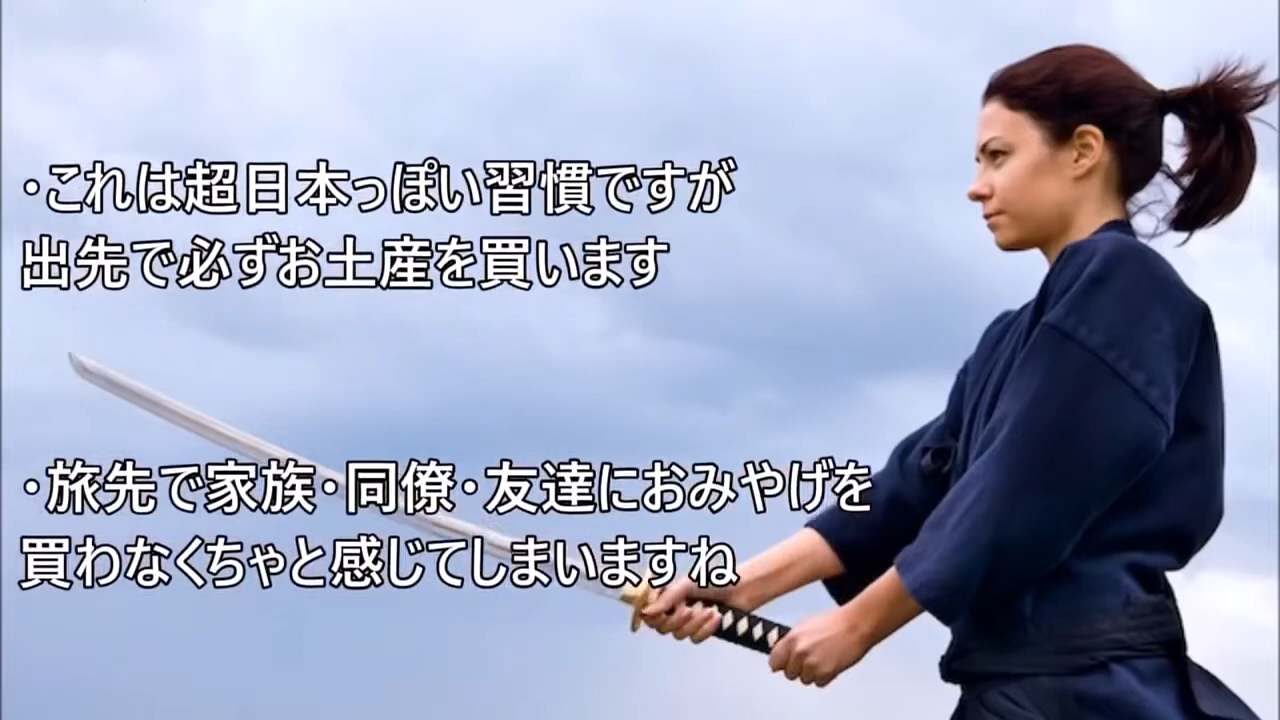 ・これは超日本っぽい習慣ですが
出先で必ずお土産を買います
・旅先で家族・同僚・友達におみやげを
買わなくちゃと感じてしまいますね